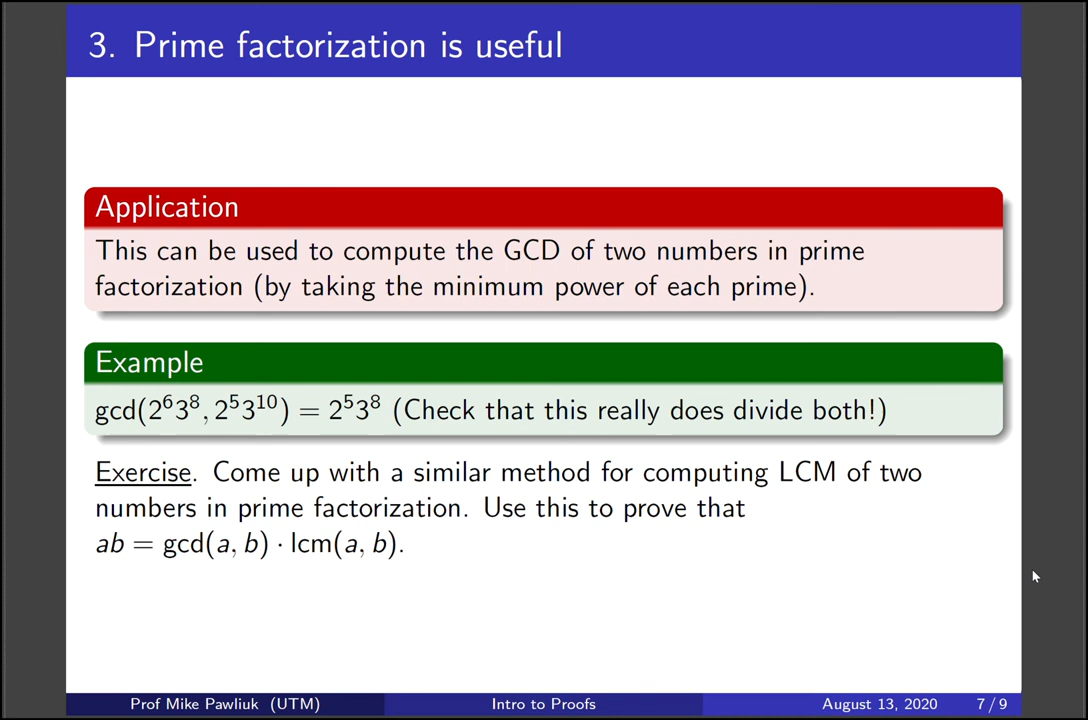 3. Prime factorization is useful
Application
This can be used to compute the GCD of two numbers in prime
factorization (by taking the minimum power of each prime).
Example
gcd(2⁶3⁸, 2⁵3¹⁰) = 2⁵3⁸ (Check that this really does divide both!)
Exercise. Come up with a similar method for computing LCM of two
numbers in prime factorization. Use this to prove that
ab = gcd(a, b) · lcm(a, b).
Prof Mike Pawliuk (UTM) Intro to Proofs August 13, 2020 7 / 9